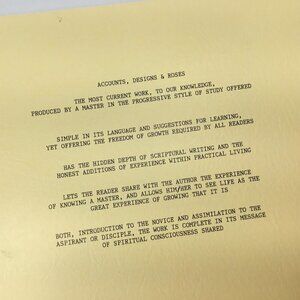 ACCOUNTS, DESIGNS & ROSES
THE MOST CURRENT WORK, TO OUR KNOWLEDGE,
PRODUCED BY A MASTER IN THE PROGRESSIVE STYLE OF STUDY OFFERED
SIMPLE IN ITS LANGUAGE AND SUGGESTIONS FOR LEARNING,
YET OFFERING THE FREEDOM OF GROWTH REQUIRED BY ALL READERS
HAS THE HIDDEN DEPTH OF SCRIPTURAL WRITING AND THE
HONEST ADDITIONS OF EXPERIENCE WITHIN PRACTICAL LIVING
LETS THE READER SHARE WITH THE AUTHOR THE EXPERIENCE
OF KNOWING A MASTER, AND ALLOWS HIM/HER TO SEE LIFE AS THE
GREAT EXPERIENCE OF GROWING THAT IT IS
BOTH, INTRODUCTION TO THE NOVICE AND ASSIMILATION TO THE
ASPIRANT OR DISCIPLE, THE WORK IS COMPLETE IN ITS MESSAGE
OF SPIRITUAL CONSCIOUSNESS SHARED